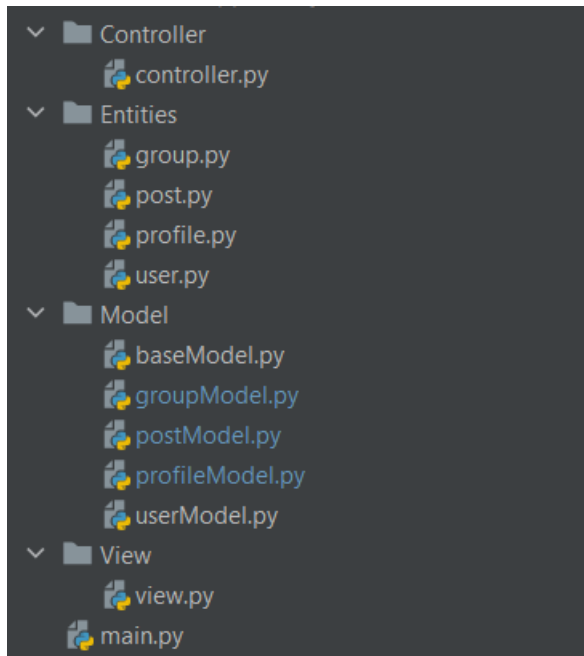 Controller
controller.py
Entities
group.py
post.py
profile.py
user.py
Model
baseModel.py
groupModel.py
postModel.py
profileModel.py
userModel.py
View
view.py
main.py